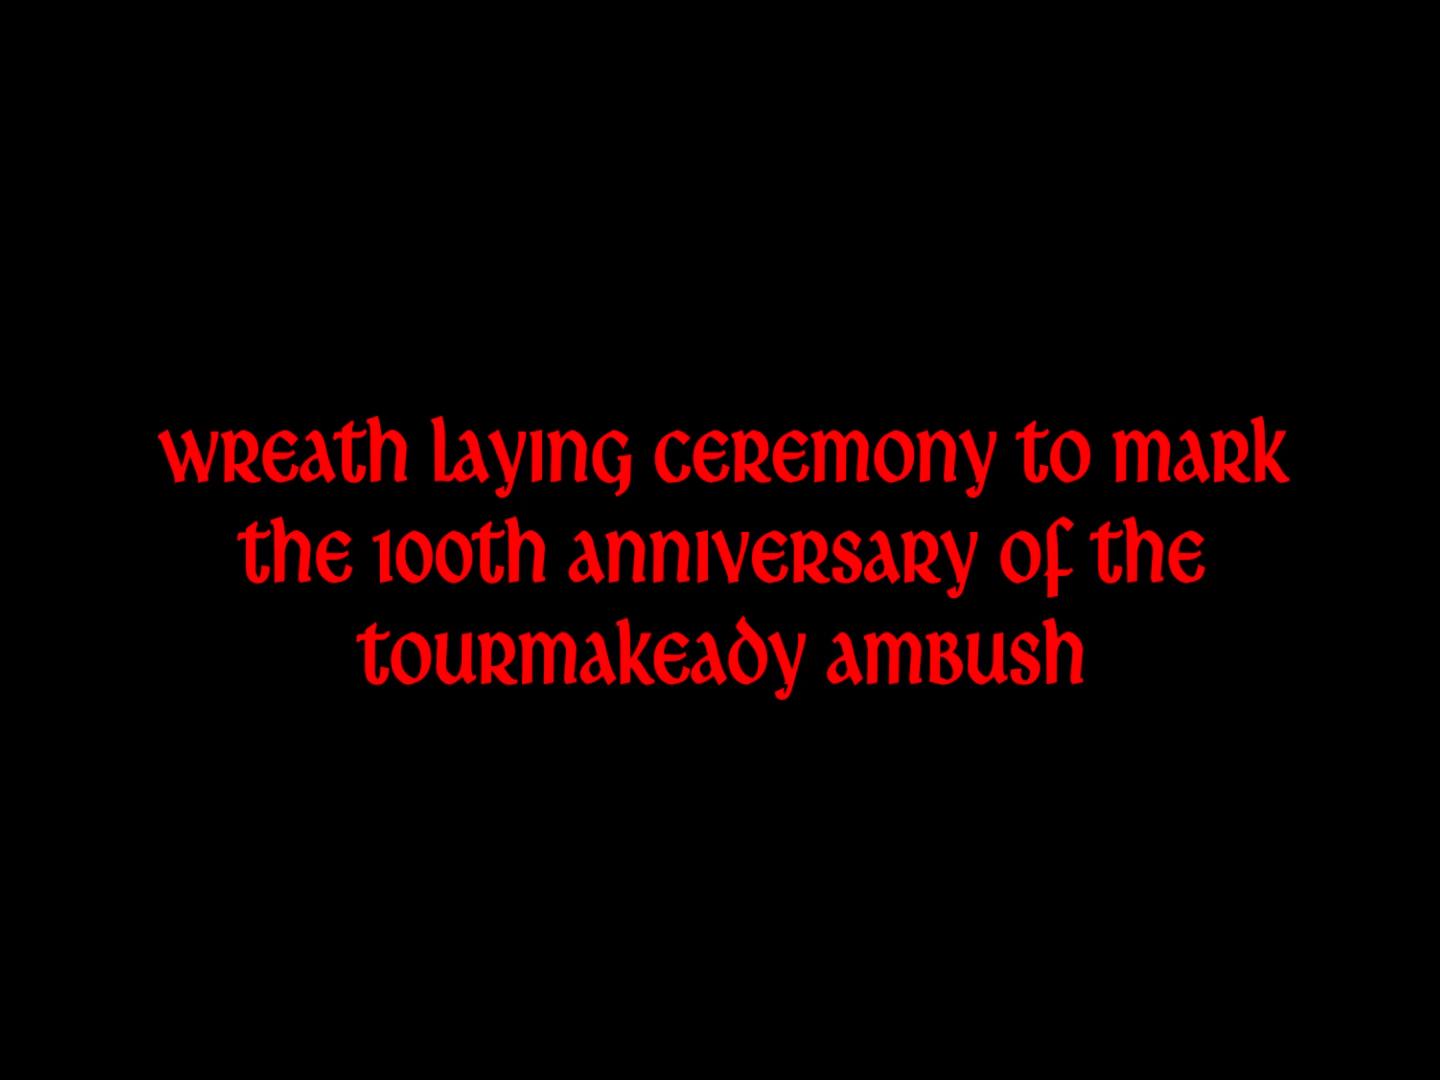 wreath laying ceremony to mark
the 100th anniversary of the
tourmakeady ambush